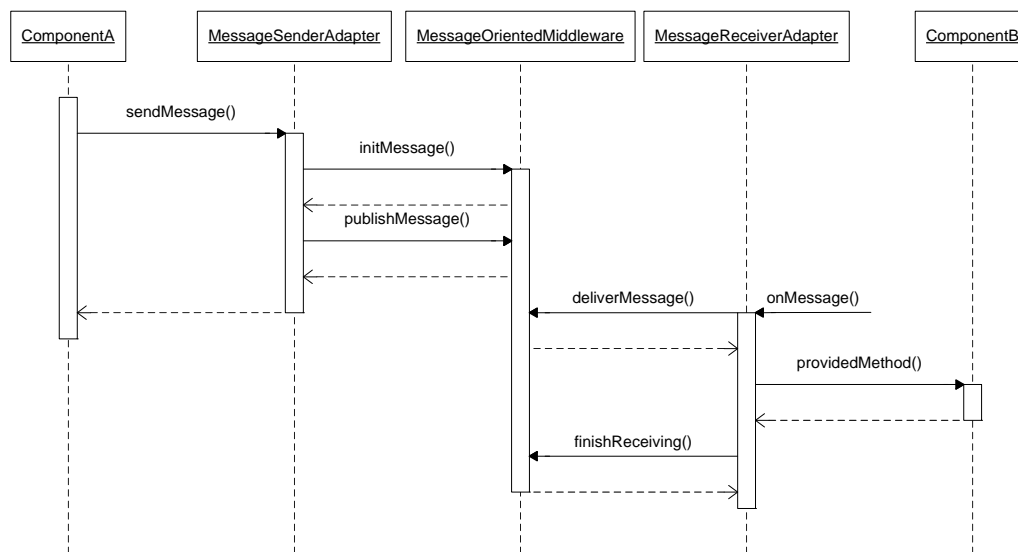 ComponentA
MessageSenderAdapter
MessageOrientedMiddleware
MessageReceiverAdapter
ComponentB
sendMessage()
initMessage()
publishMessage()
deliverMessage()
onMessage()
providedMethod()
finishReceiving()